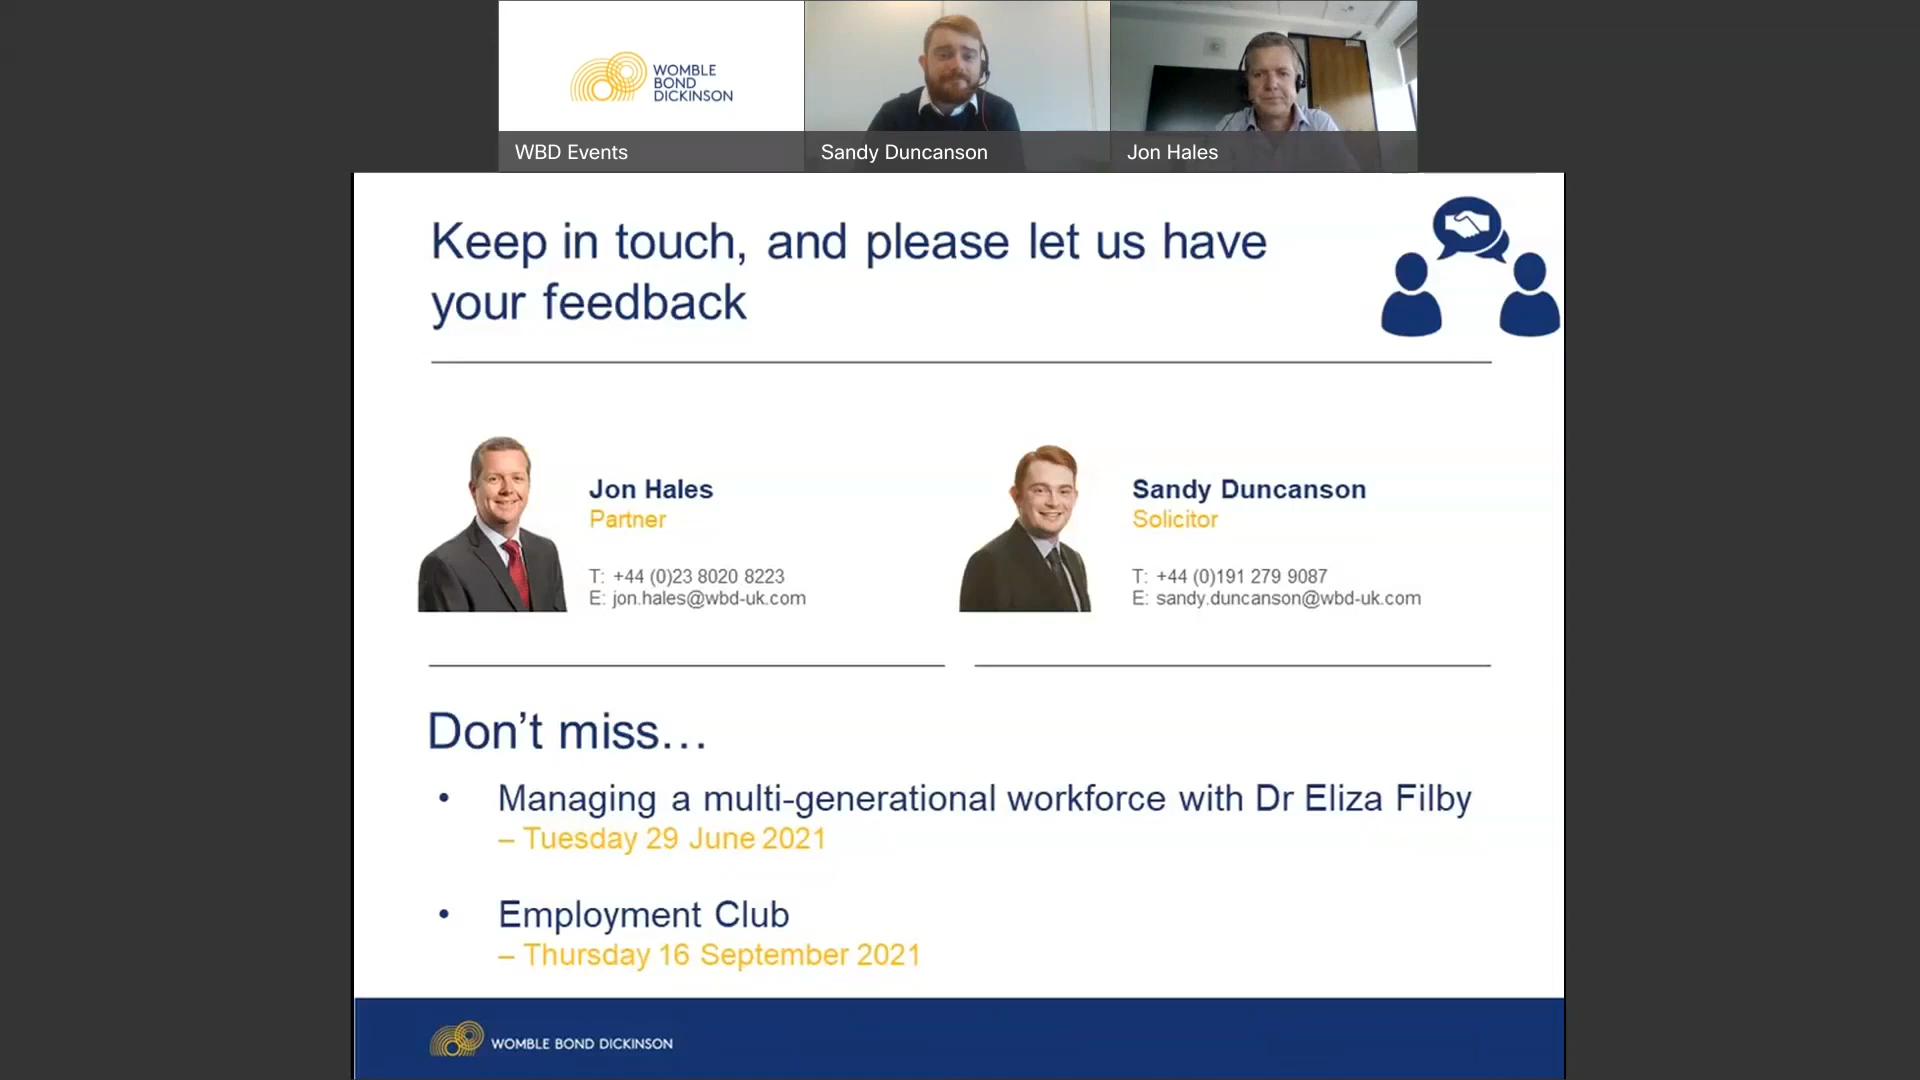 WOMBLE
BOND
DICKINSON
WBD Events
Sandy Duncanson
Jon Hales
Keep in touch, and please let us have
your feedback
Jon Hales
Partner
T: +44 (0)23 8020 8223
E: jon.hales@wbd-uk.com
Sandy Duncanson
Solicitor
T: +44 (0)191 279 9087
E: sandy.duncanson@wbd-uk.com
Don’t miss…
• Managing a multi-generational workforce with Dr Eliza Filby
– Tuesday 29 June 2021
• Employment Club
– Thursday 16 September 2021
WOMBLE BOND DICKINSON